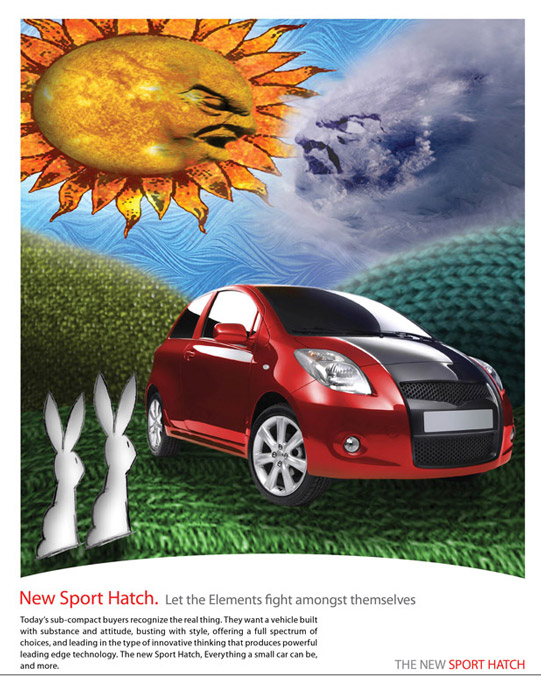 New Sport Hatch. Let the Elements fight amongst themselves
Today's sub-compact buyers recognize the real thing. They want a vehicle built
with substance and attitude, busting with style, offering a full spectrum of
choices, and leading in the type of innovative thinking that produces powerful
leading edge technology. The new Sport Hatch, Everything a small car can be,
and more.
THE NEW SPORT HATCH